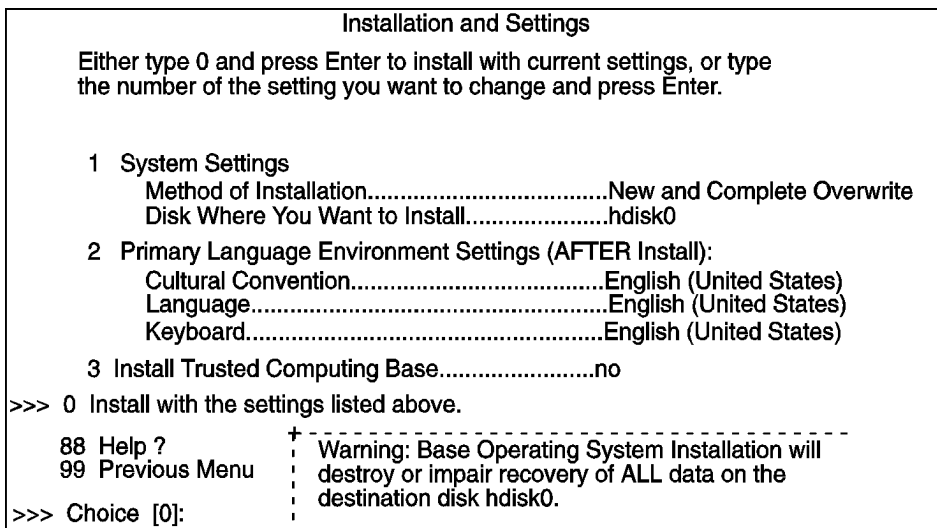 Installation and Settings
Either type 0 and press Enter to install with current settings, or type
the number of the setting you want to change and press Enter.
1 System Settings
Method of Installation....................................New and Complete Overwrite
Disk Where You Want to Install.....................hdisk0
2 Primary Language Environment Settings (AFTER Install):
Cultural Convention......................................English (United States)
Language......................................................English (United States)
Keyboard......................................................English (United States)
3 Install Trusted Computing Base........................no
>>> 0 Install with the settings listed above.
88 Help ?
99 Previous Menu
Warning: Base Operating System Installation will
destroy or impair recovery of ALL data on the
destination disk hdisk0.
>>> Choice [0]: